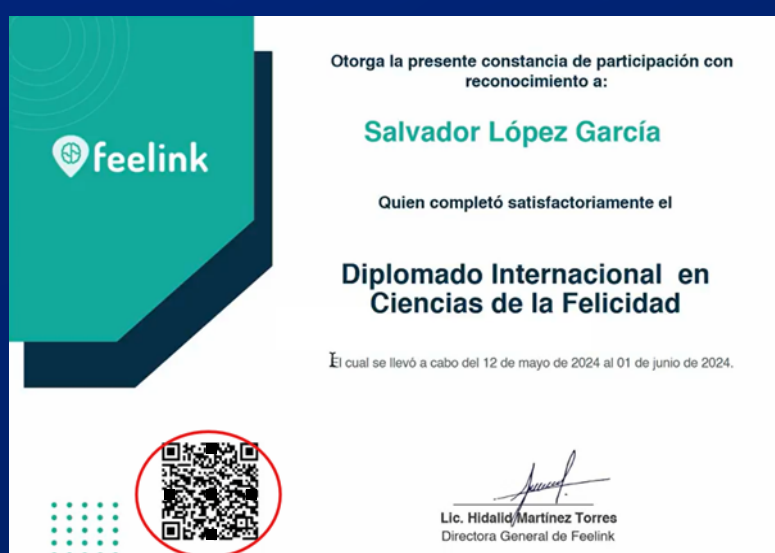 feelink
Otorga la presente constancia de participación con
reconocimiento a:
Salvador López García
Quien completó satisfactoriamente el
Diplomado Internacional en
Ciencias de la Felicidad
El cual se llevó a cabo del 12 de mayo de 2024 al 01 de junio de 2024.
Lic. Hidalid Martínez Torres
Directora General de Feelink